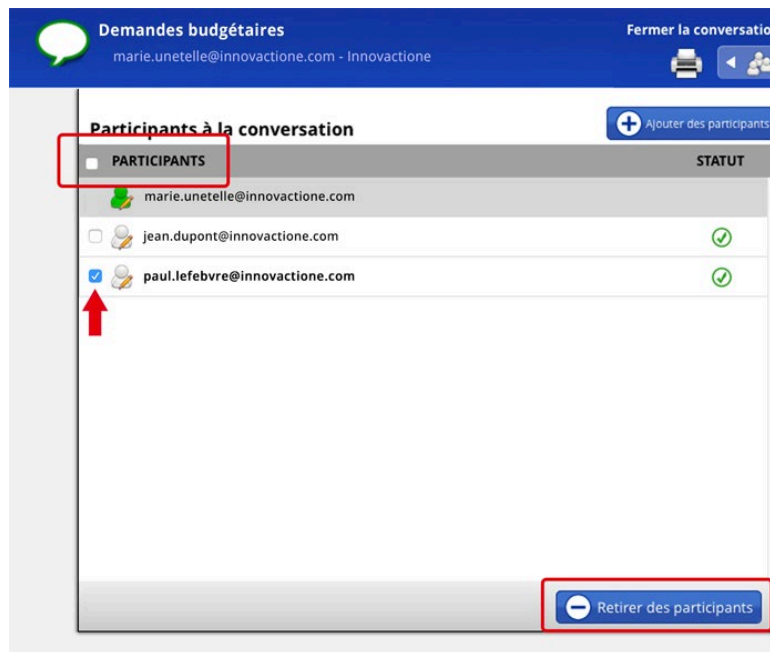 Demandes budgétaires
Fermer la conversatio
marie.unetelle@innovactione.com - Innovactione
Participants à la conversation
Ajouter des participants
PARTICIPANTS
STATUT
marie.unetelle@innovactione.com
jean.dupont@innovactione.com
paul.lefebvre@innovactione.com
Retirer des participants